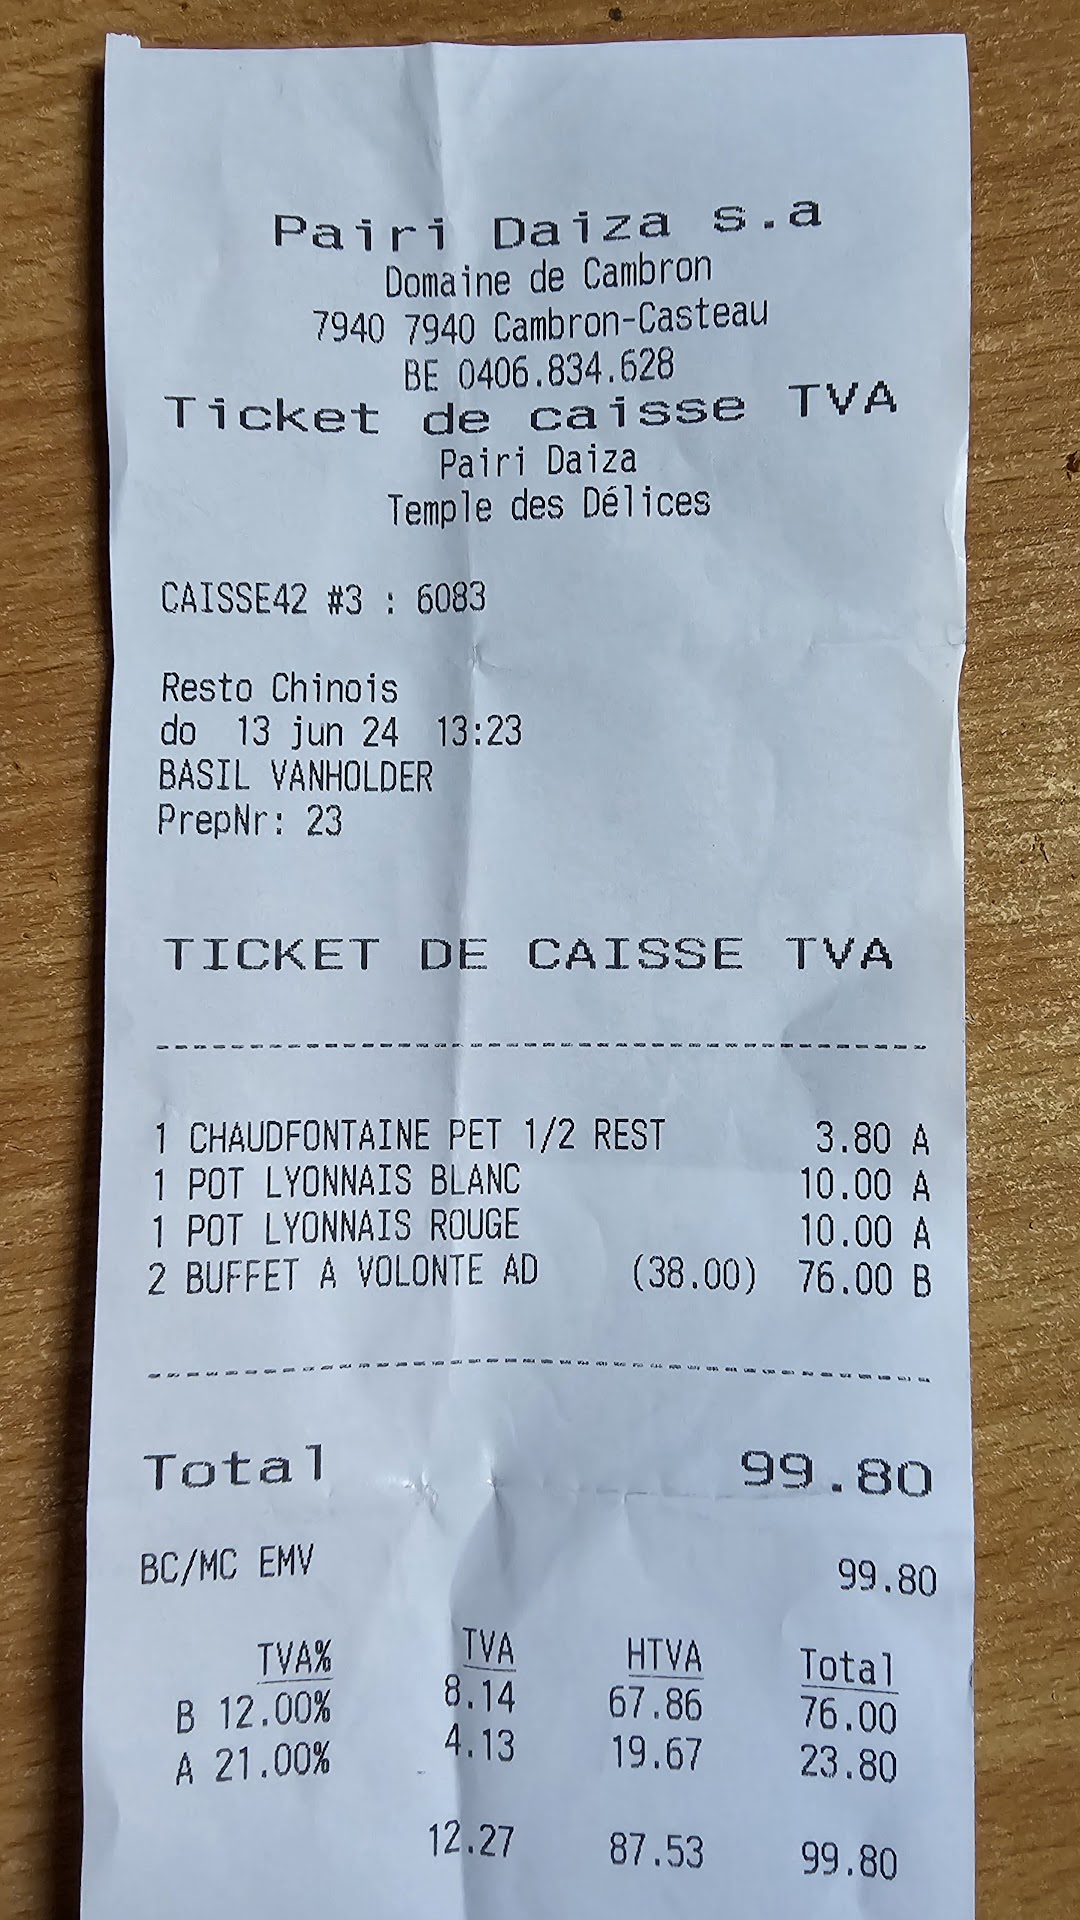 Pairi Daiza s.a
Domaine de Cambron
7940 7940 Cambron-Casteau
BE 0406.834.628
Ticket de caisse TVA
Pairi Daiza
Temple des Délices
CAISSE42 #3 : 6083
Resto Chinois
do 13 jun 24 13:23
BASIL VANHOLDER
PrepNr: 23
TICKET DE CAISSE TVA
1 CHAUDFONTAINE PET 1/2 REST 3.80 A
1 POT LYONNAIS BLANC 10.00 A
1 POT LYONNAIS ROUGE 10.00 A
2 BUFFET A VOLONTE AD (38.00) 76.00 B
Total 99.80
BC/MC EMV 99.80
TVA% TVA HTVA Total
B 12.00% 8.14 67.86 76.00
A 21.00% 4.13 19.67 23.80
12.27 87.53 99.80